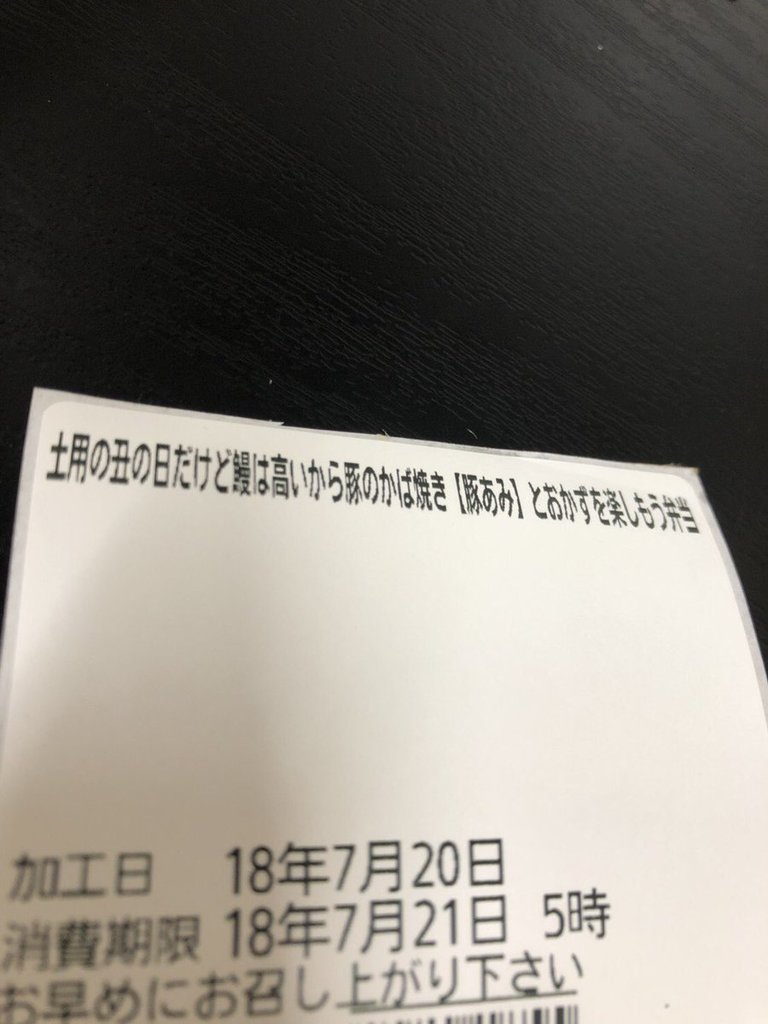 土用の丑の日だけど鰻は高いから豚のかば焼き【豚あみ】とおかずを楽しもう弁当
加工日 18年7月20日
消費期限 18年7月21日 5時
お早めにお召し上がり下さい